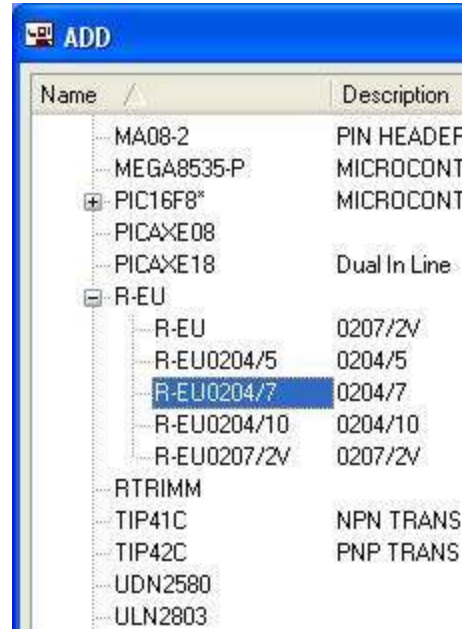 ADD
Name Description
MA08-2 PIN HEADER
MEGA8535-P MICROCONT
PIC16F8* MICROCONT
PICAXE08
PICAXE18 Dual In Line
R-EU
R-EU 0207/2V
R-EU0204/5 0204/5
R-EU0204/7 0204/7
R-EU0204/10 0204/10
R-EU0207/2V 0207/2V
RTRIMM
TIP41C NPN TRANS
TIP42C PNP TRANS
UDN2580
ULN2803